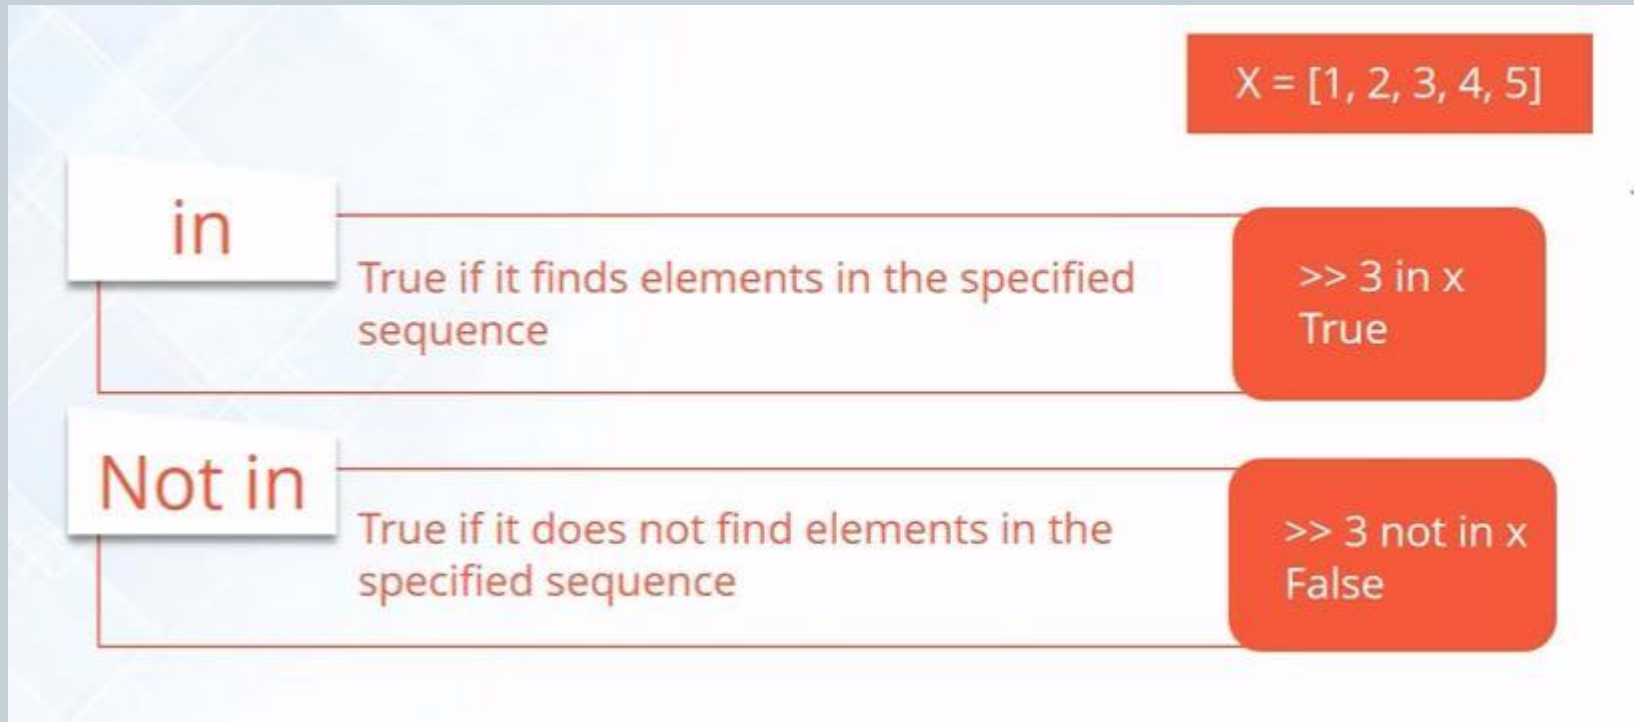 X = [1, 2, 3, 4, 5]
in
True if it finds elements in the specified
sequence
>> 3 in x
True
Not in
True if it does not find elements in the
specified sequence
>> 3 not in x
False